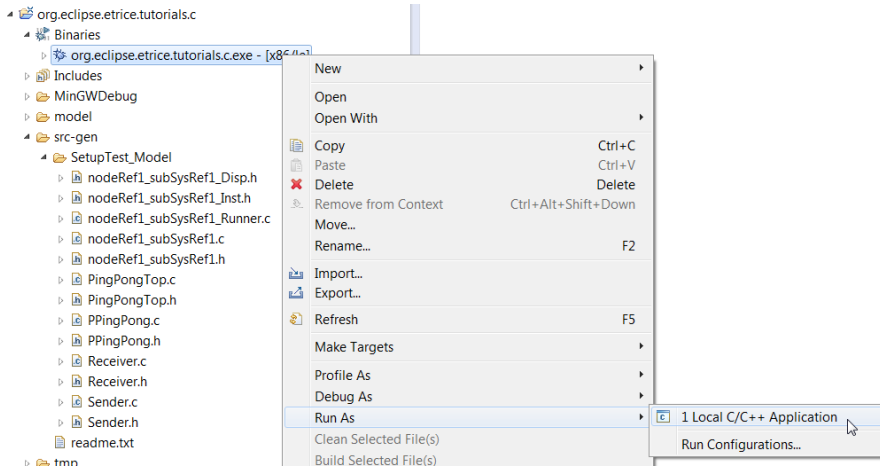 org.eclipse.etrice.tutorials.c
Binaries
org.eclipse.etrice.tutorials.c.exe - [x86/le]
Includes
MinGWDebug
model
src-gen
SetupTest_Model
nodeRef1_subSysRef1_Disp.h
nodeRef1_subSysRef1_Inst.h
nodeRef1_subSysRef1_Runner.c
nodeRef1_subSysRef1.c
nodeRef1_subSysRef1.h
PingPongTop.c
PingPongTop.h
PPingPong.c
PPingPong.h
Receiver.c
Receiver.h
Sender.c
Sender.h
readme.txt
tmp
New
Open
Open With
Copy Ctrl+C
Paste Ctrl+V
Delete Delete
Remove from Context Ctrl+Alt+Shift+Down
Move...
Rename... F2
Import...
Export...
Refresh F5
Make Targets
Profile As
Debug As
Run As
Clean Selected File(s)
Build Selected File(s)
1 Local C/C++ Application
Run Configurations...